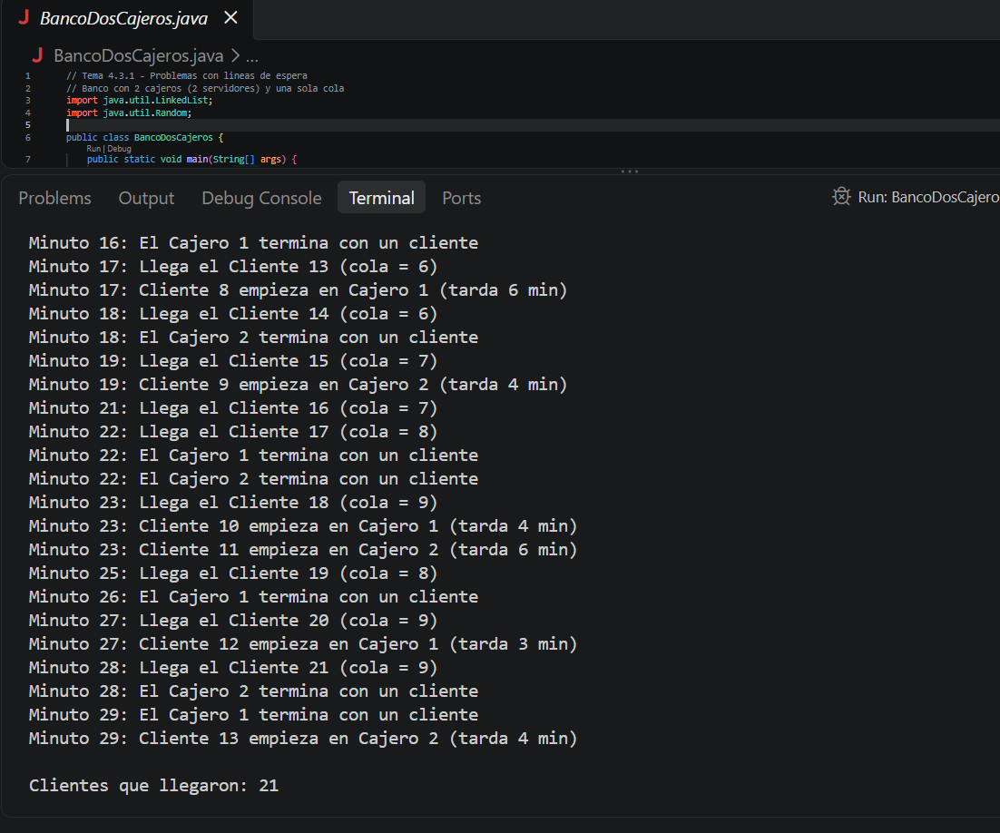 J BancoDosCajeros.java ×
J BancoDosCajeros.java > ...
1 // Tema 4.3.1 - Problemas con lineas de espera
2 // Banco con 2 cajeros (2 servidores) y una sola cola
3 import java.util.LinkedList;
4 import java.util.Random;
5
6 public class BancoDosCajeros {
Run | Debug
7 public static void main(String[] args) {
Problems Output Debug Console Terminal Ports Run: BancoDosCajero
Minuto 16: El Cajero 1 termina con un cliente
Minuto 17: Llega el Cliente 13 (cola = 6)
Minuto 17: Cliente 8 empieza en Cajero 1 (tarda 6 min)
Minuto 18: Llega el Cliente 14 (cola = 6)
Minuto 18: El Cajero 2 termina con un cliente
Minuto 19: Llega el Cliente 15 (cola = 7)
Minuto 19: Cliente 9 empieza en Cajero 2 (tarda 4 min)
Minuto 21: Llega el Cliente 16 (cola = 7)
Minuto 22: Llega el Cliente 17 (cola = 8)
Minuto 22: El Cajero 1 termina con un cliente
Minuto 22: El Cajero 2 termina con un cliente
Minuto 23: Llega el Cliente 18 (cola = 9)
Minuto 23: Cliente 10 empieza en Cajero 1 (tarda 4 min)
Minuto 23: Cliente 11 empieza en Cajero 2 (tarda 6 min)
Minuto 25: Llega el Cliente 19 (cola = 8)
Minuto 26: El Cajero 1 termina con un cliente
Minuto 27: Llega el Cliente 20 (cola = 9)
Minuto 27: Cliente 12 empieza en Cajero 1 (tarda 3 min)
Minuto 28: Llega el Cliente 21 (cola = 9)
Minuto 28: El Cajero 2 termina con un cliente
Minuto 29: El Cajero 1 termina con un cliente
Minuto 29: Cliente 13 empieza en Cajero 2 (tarda 4 min)
Clientes que llegaron: 21